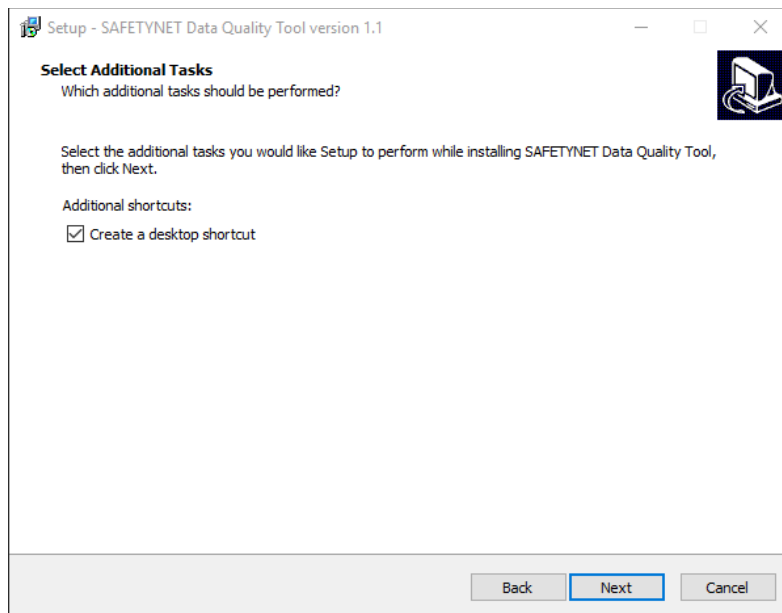 Setup - SAFETYNET Data Quality Tool version 1.1
Select Additional Tasks
Which additional tasks should be performed?
Select the additional tasks you would like Setup to perform while installing SAFETYNET Data Quality Tool,
then click Next.
Additional shortcuts:
Create a desktop shortcut
Back
Next
Cancel